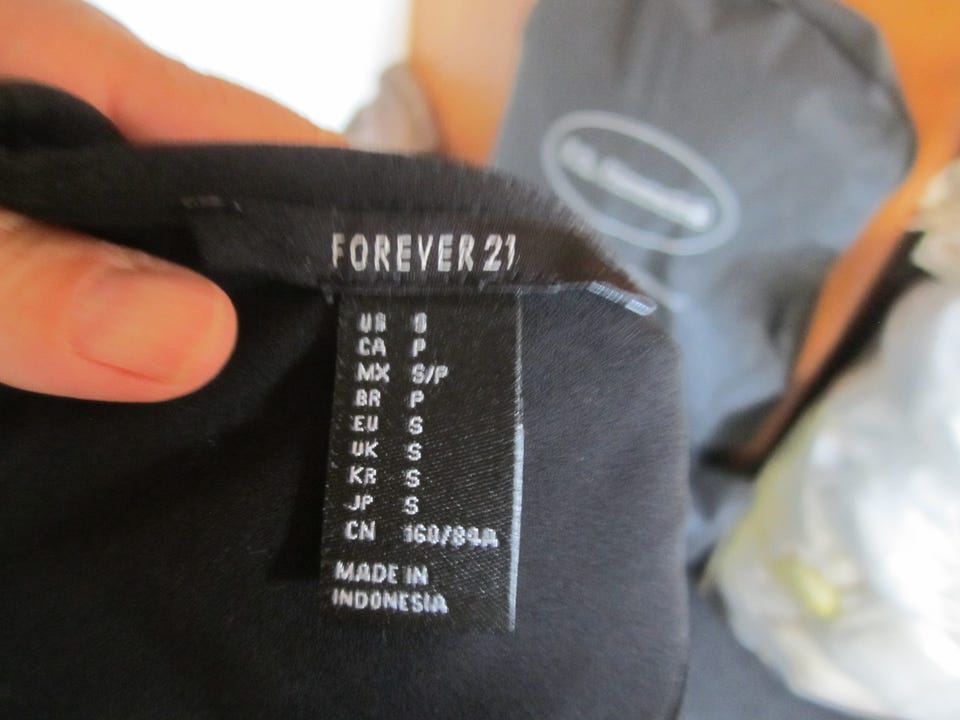 FOREVER 21
US S
CA P
MX S/P
BR P
EU S
UK S
KR S
JP S
CN 160/84A
MADE IN
INDONESIA